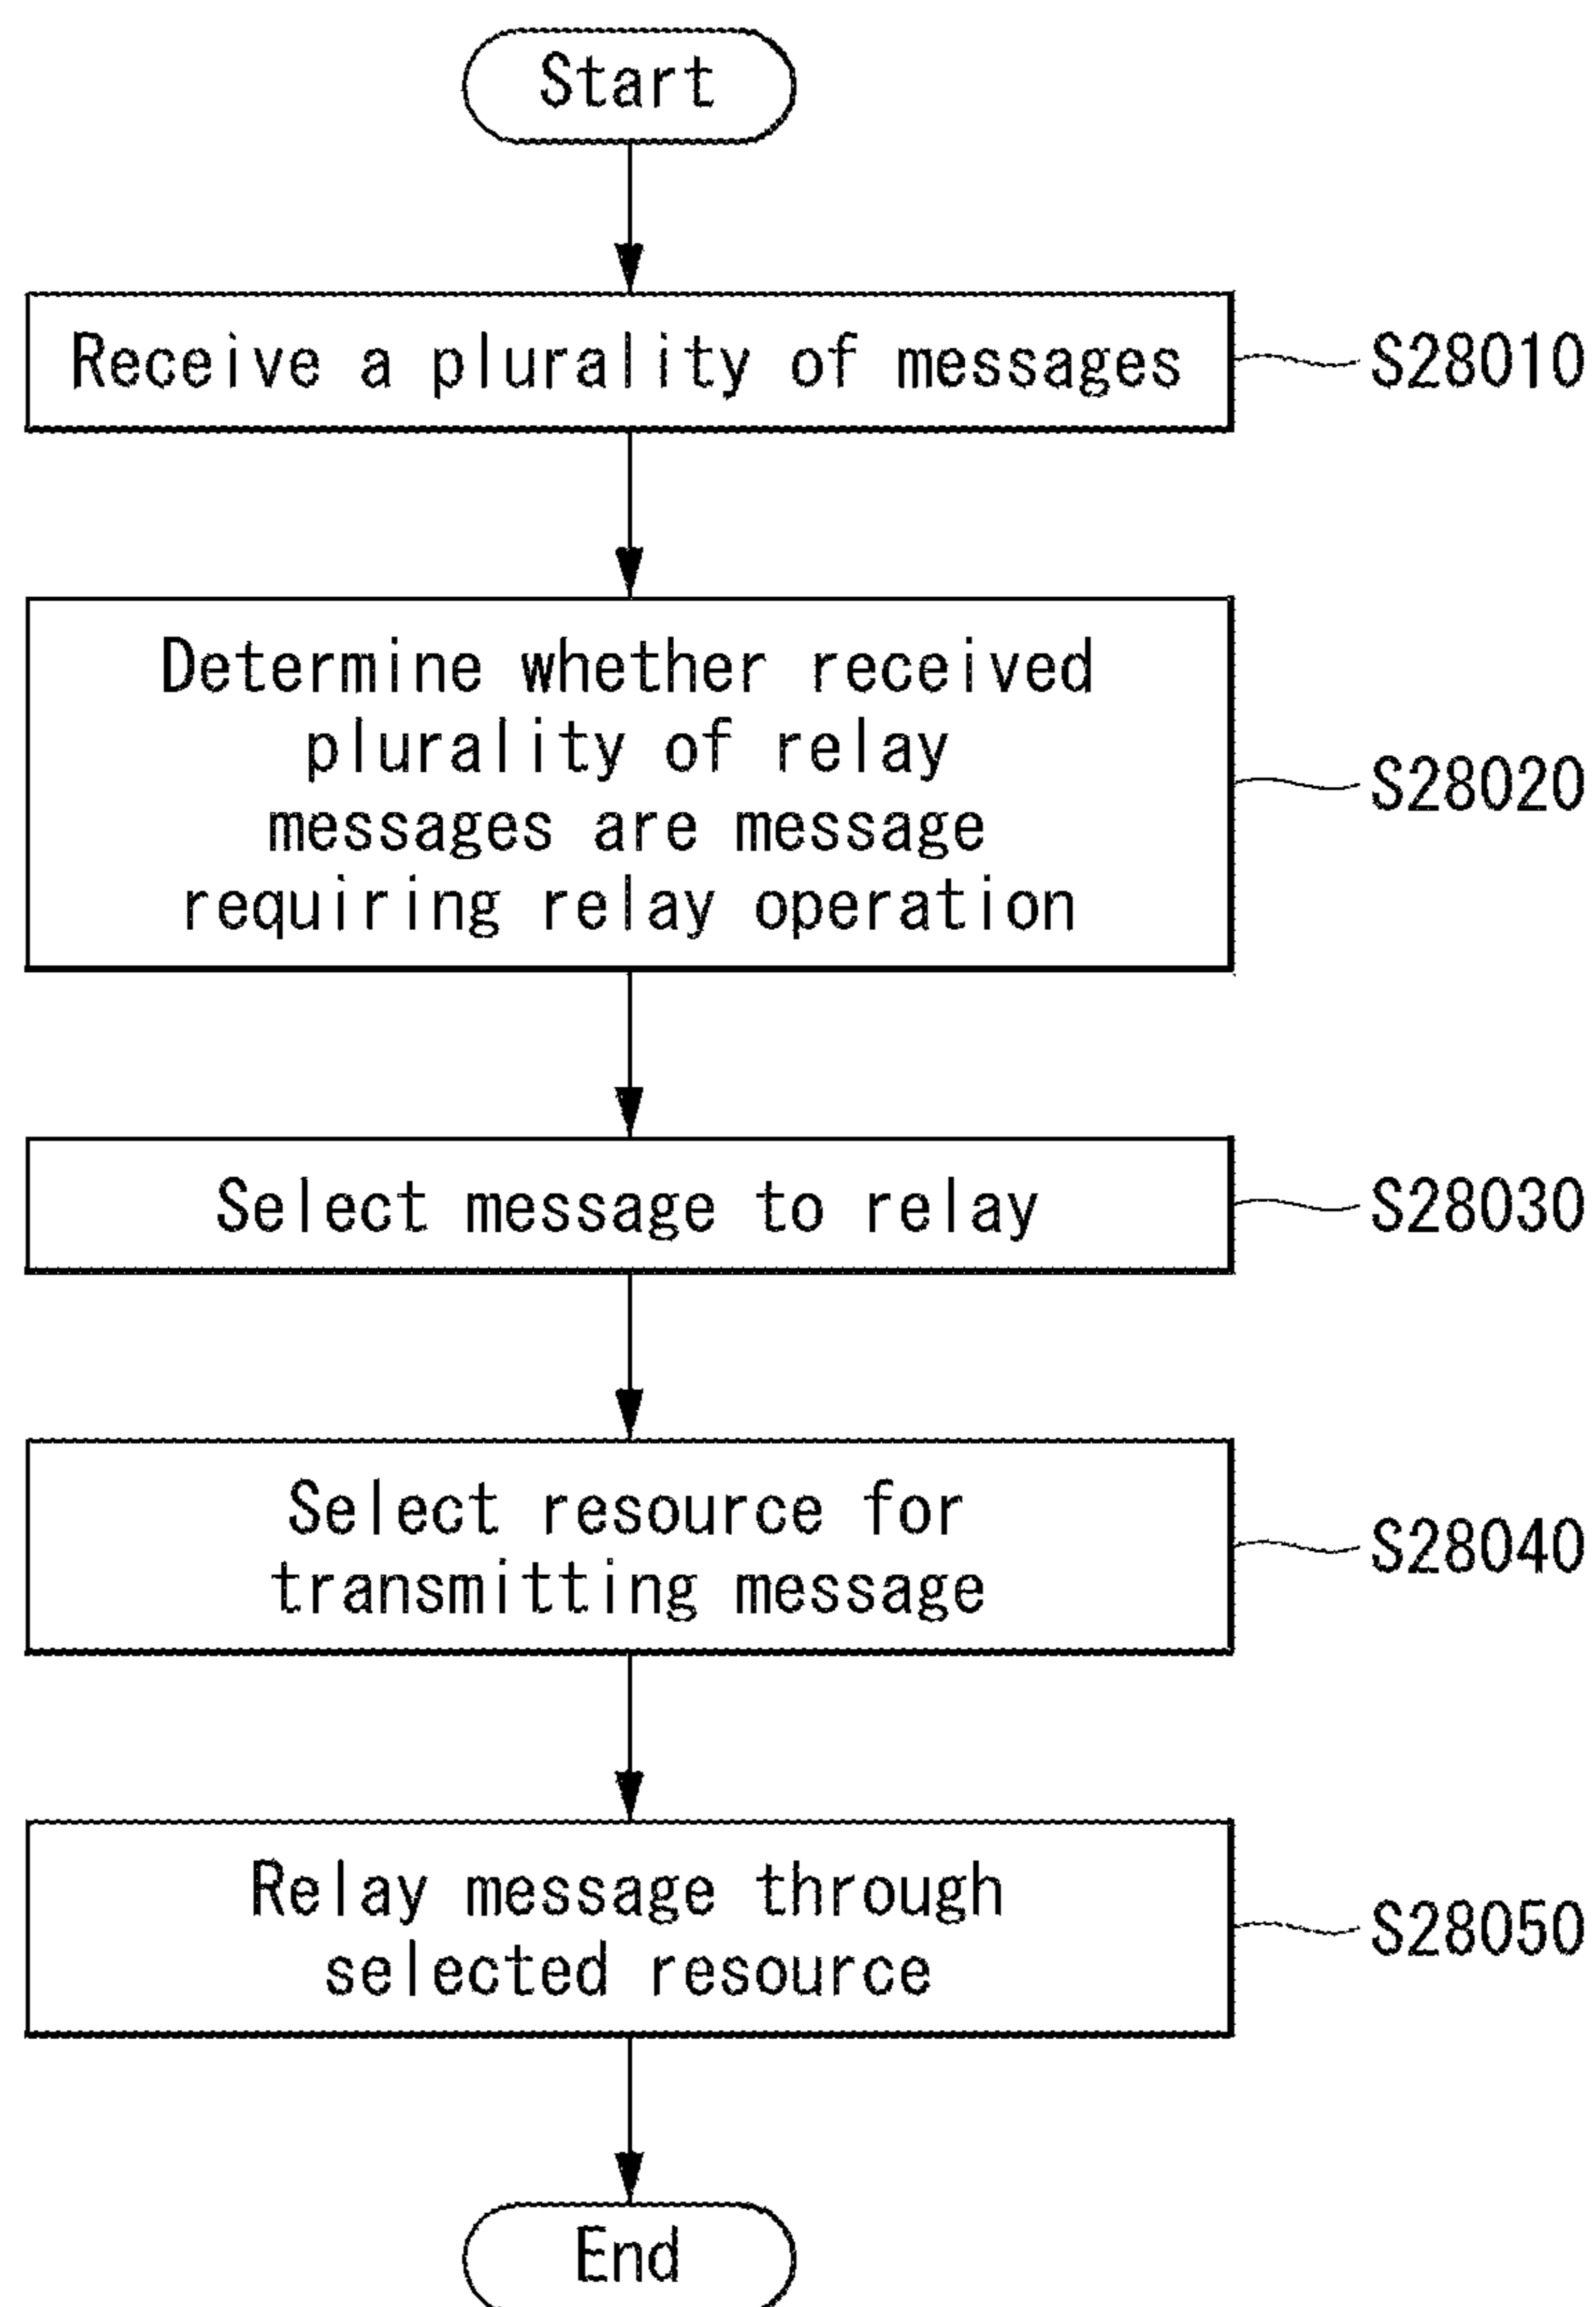 Start
Receive a plurality of messages
S28010
Determine whether received
plurality of relay
messages are message
requiring relay operation
S28020
Select message to relay
S28030
Select resource for
transmitting message
S28040
Relay message through
selected resource
S28050
End